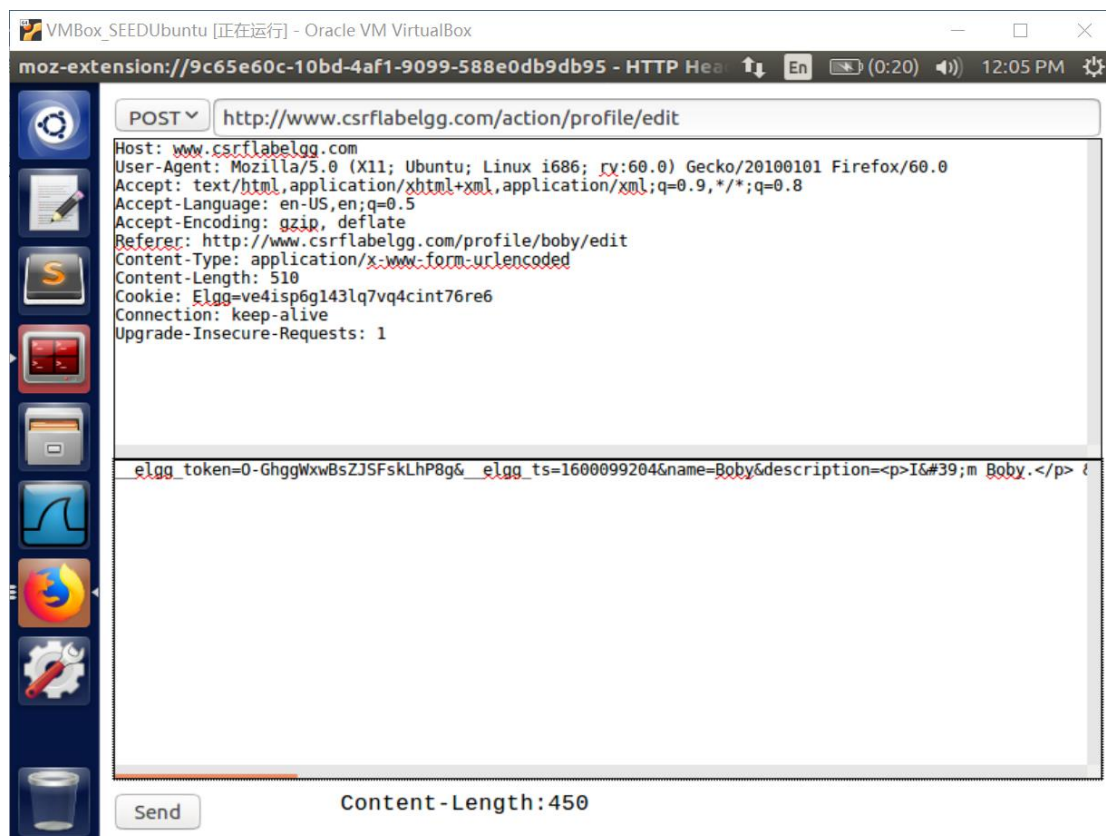 VMBox_SEEDUbuntu [正在运行] - Oracle VM VirtualBox
moz-extension://9c65e60c-10bd-4af1-9099-588e0db9db95 - HTTP Hea En (0:20) 12:05 PM
POST http://www.csrflabelgg.com/action/profile/edit
Host: www.csrflabelgg.com
User-Agent: Mozilla/5.0 (X11; Ubuntu; Linux i686; rv:60.0) Gecko/20100101 Firefox/60.0
Accept: text/html,application/xhtml+xml,application/xml;q=0.9,*/*;q=0.8
Accept-Language: en-US,en;q=0.5
Accept-Encoding: gzip, deflate
Referer: http://www.csrflabelgg.com/profile/boby/edit
Content-Type: application/x-www-form-urlencoded
Content-Length: 510
Cookie: Elgg=ve4isp6g143lq7vq4cint76re6
Connection: keep-alive
Upgrade-Insecure-Requests: 1
__elgg_token=O-GhggWxwBsZJSFskLhP8g&__elgg_ts=1600099204&name=Boby&description=<p>I&#39;m Boby.</p> &
Send Content-Length:450